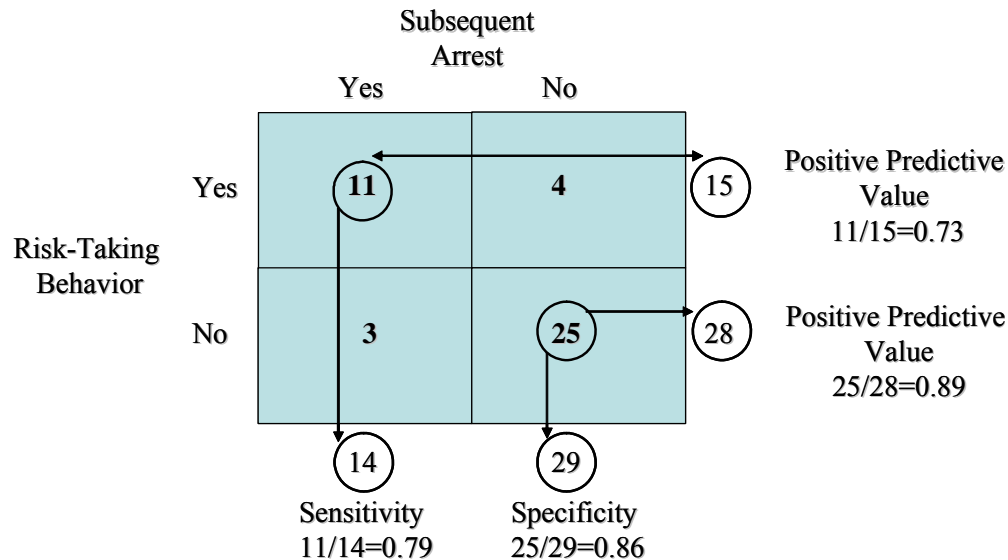 Subsequent
Arrest
Yes
No
Yes
11
4
15
Positive Predictive
Value
11/15=0.73
Risk-Taking
Behavior
No
3
25
28
Positive Predictive
Value
25/28=0.89
14
29
Sensitivity
11/14=0.79
Specificity
25/29=0.86